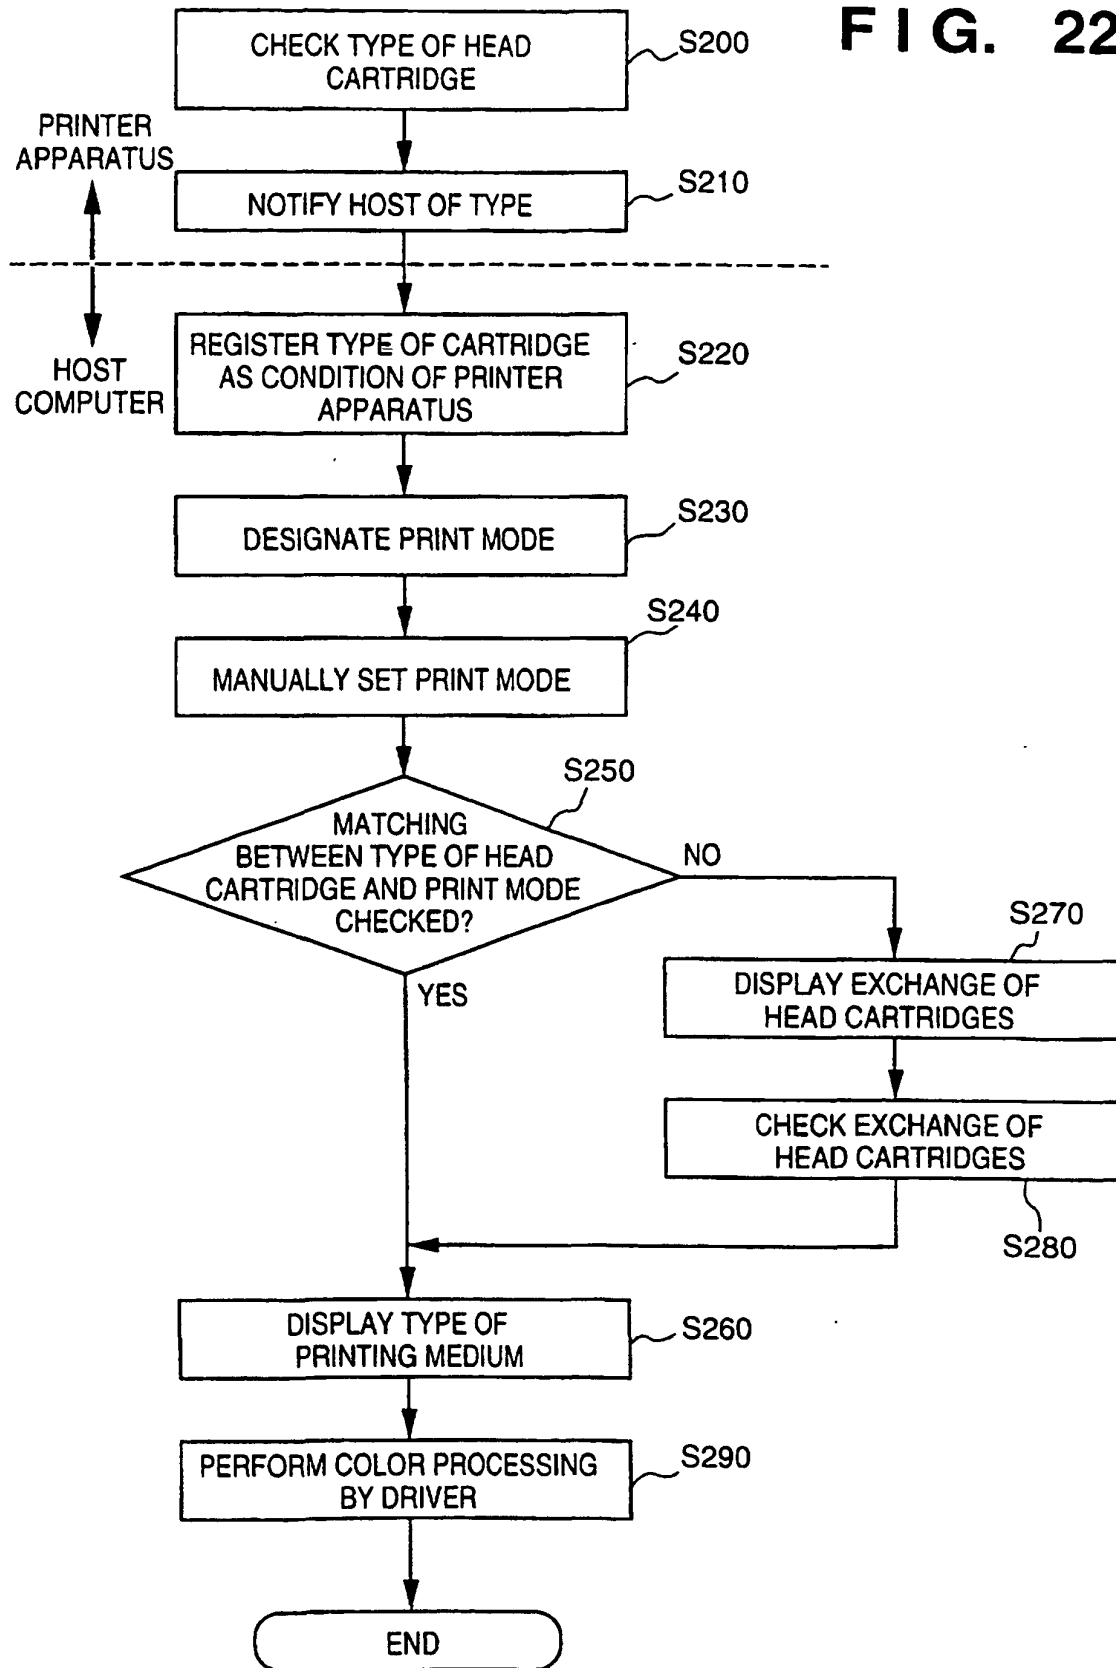 FIG. 22
CHECK TYPE OF HEAD
CARTRIDGE
S200
PRINTER
APPARATUS
NOTIFY HOST OF TYPE
S210
HOST
COMPUTER
REGISTER TYPE OF CARTRIDGE
AS CONDITION OF PRINTER
APPARATUS
S220
DESIGNATE PRINT MODE
S230
MANUALLY SET PRINT MODE
S240
MATCHING
BETWEEN TYPE OF HEAD
CARTRIDGE AND PRINT MODE
CHECKED?
S250
NO
YES
DISPLAY EXCHANGE OF
HEAD CARTRIDGES
S270
CHECK EXCHANGE OF
HEAD CARTRIDGES
S280
DISPLAY TYPE OF
PRINTING MEDIUM
S260
PERFORM COLOR PROCESSING
BY DRIVER
S290
END